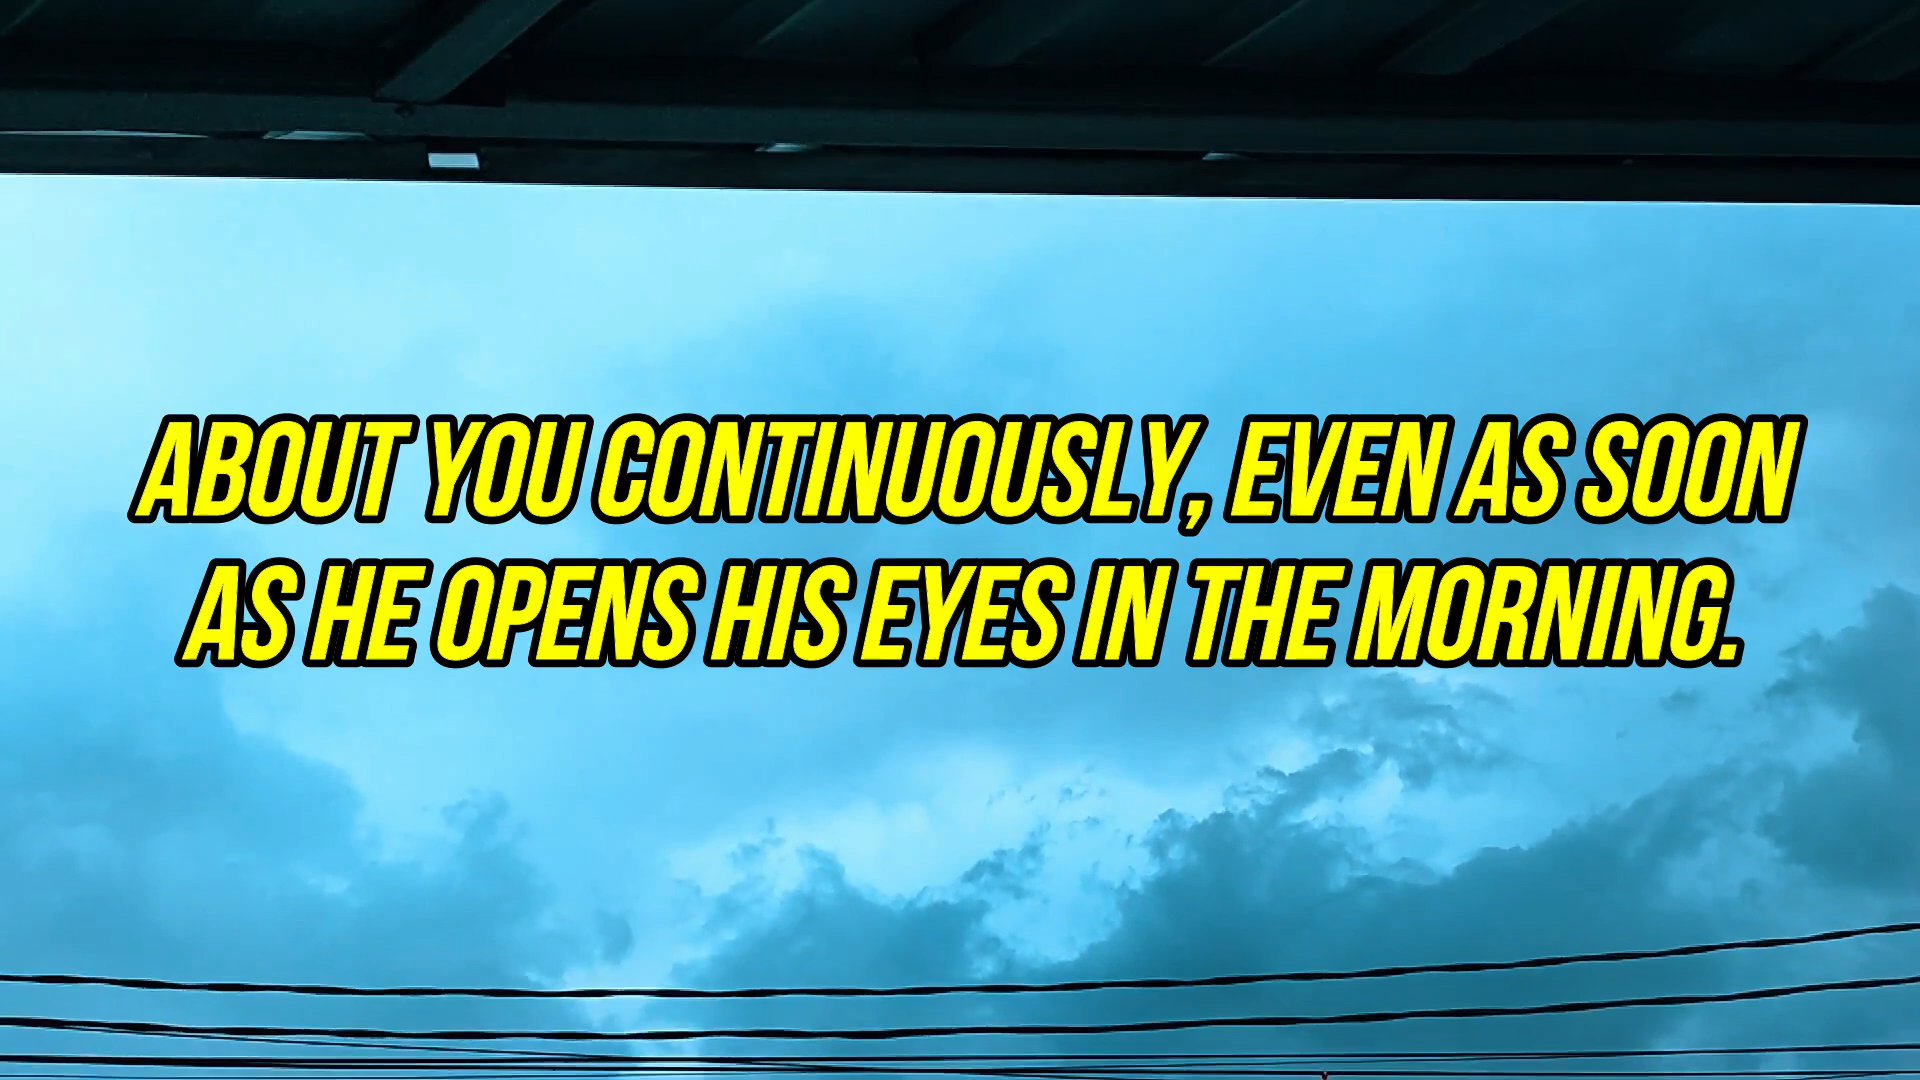 ABOUT YOU CONTINUOUSLY, EVEN AS SOON
AS HE OPENS HIS EYES IN THE MORNING.